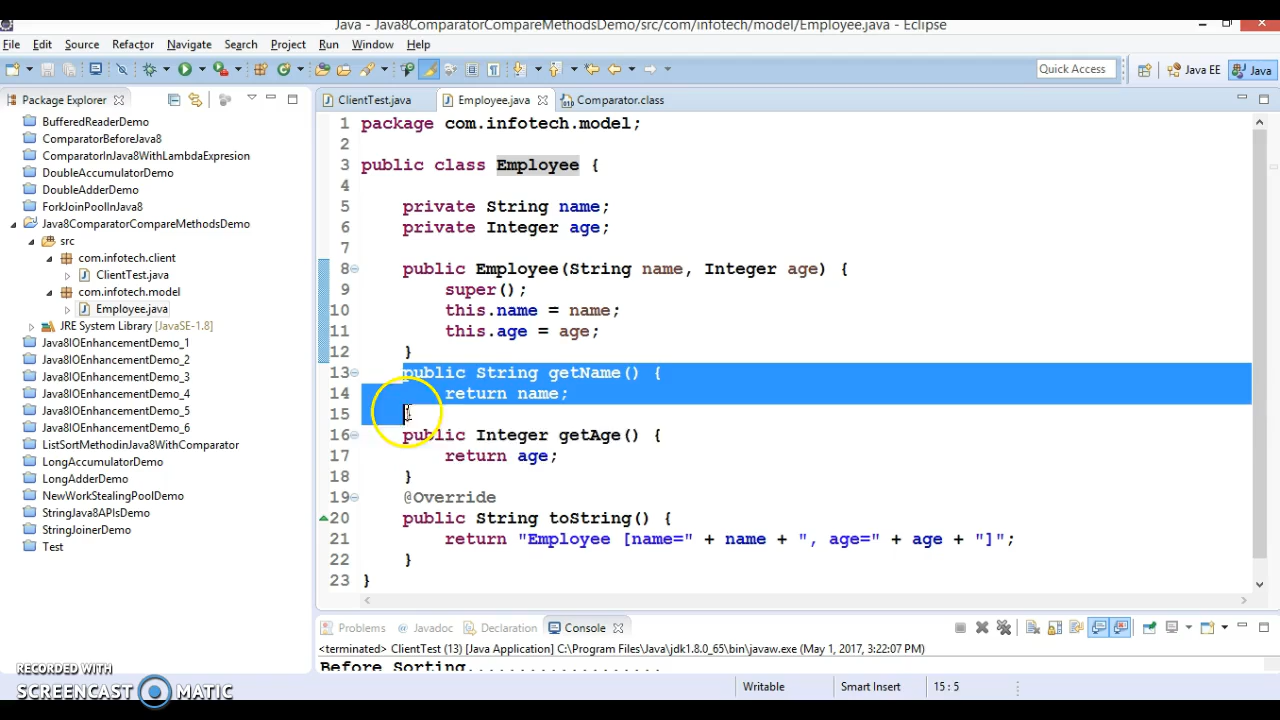 Java - Java8ComparatorCompareMethodsDemo/src/com/infotech/model/Employee.java - Eclipse
File Edit Source Refactor Navigate Search Project Run Window Help
Quick Access Java EE Java
Package Explorer
BufferedReaderDemo
ComparatorBeforeJava8
ComparatorInJava8WithLambdaExpresion
DoubleAccumulatorDemo
DoubleAdderDemo
ForkJoinPoolInJava8
Java8ComparatorCompareMethodsDemo
src
com.infotech.client
ClientTest.java
com.infotech.model
Employee.java
JRE System Library [JavaSE-1.8]
Java8IOEnhancementDemo_1
Java8IOEnhancementDemo_2
Java8IOEnhancementDemo_3
Java8IOEnhancementDemo_4
Java8IOEnhancementDemo_5
Java8IOEnhancementDemo_6
ListSortMethodinJava8WithComparator
LongAccumulatorDemo
LongAdderDemo
NewWorkStealingPoolDemo
StringJava8APIsDemo
StringJoinerDemo
Test
ClientTest.java Employee.java Comparator.class
1 package com.infotech.model;
2
3 public class Employee {
4
5 private String name;
6 private Integer age;
7
8 public Employee(String name, Integer age) {
9 super();
10 this.name = name;
11 this.age = age;
12 }
13 public String getName() {
14 return name;
15
16 public Integer getAge() {
17 return age;
18 }
19 @Override
20 public String toString() {
21 return "Employee [name=" + name + ", age=" + age + "]";
22 }
23 }
Problems Javadoc Declaration Console
<terminated> ClientTest (13) [Java Application] C:\Program Files\Java\jdk1.8.0_65\bin\javaw.exe (May 1, 2017, 3:22:07 PM)
Before Sorting...................
Writable Smart Insert 15 : 5
RECORDED WITH
SCREENCAST MATIC